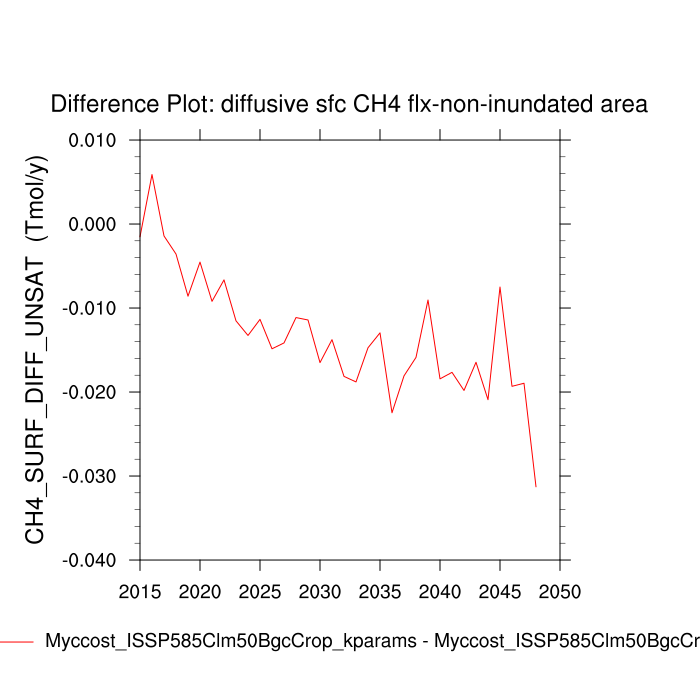 Difference Plot: diffusive sfc CH4 flx-non-inundated area
CH4_SURF_DIFF_UNSAT (Tmol/y)
0.010
0.000
-0.010
-0.020
-0.030
-0.040
2015 2020 2025 2030 2035 2040 2045 2050
Myccost_ISSP585Clm50BgcCrop_kparams - Myccost_ISSP585Clm50BgcCr